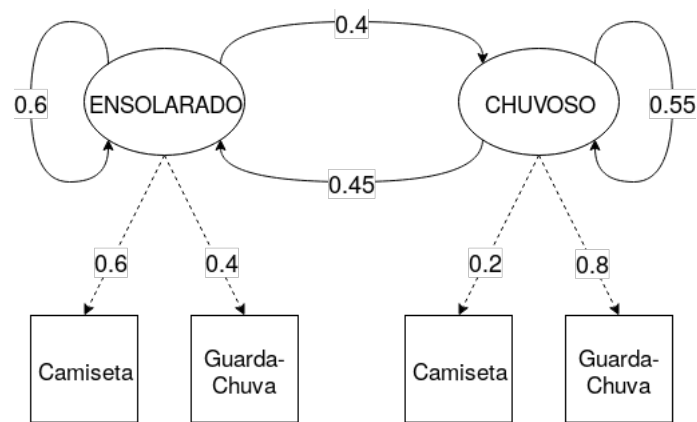 0.4
0.6
ENSOLARADO
CHUVOSO
0.55
0.45
0.6
0.4
0.2
0.8
Camiseta
Guarda-
Chuva
Camiseta
Guarda-
Chuva